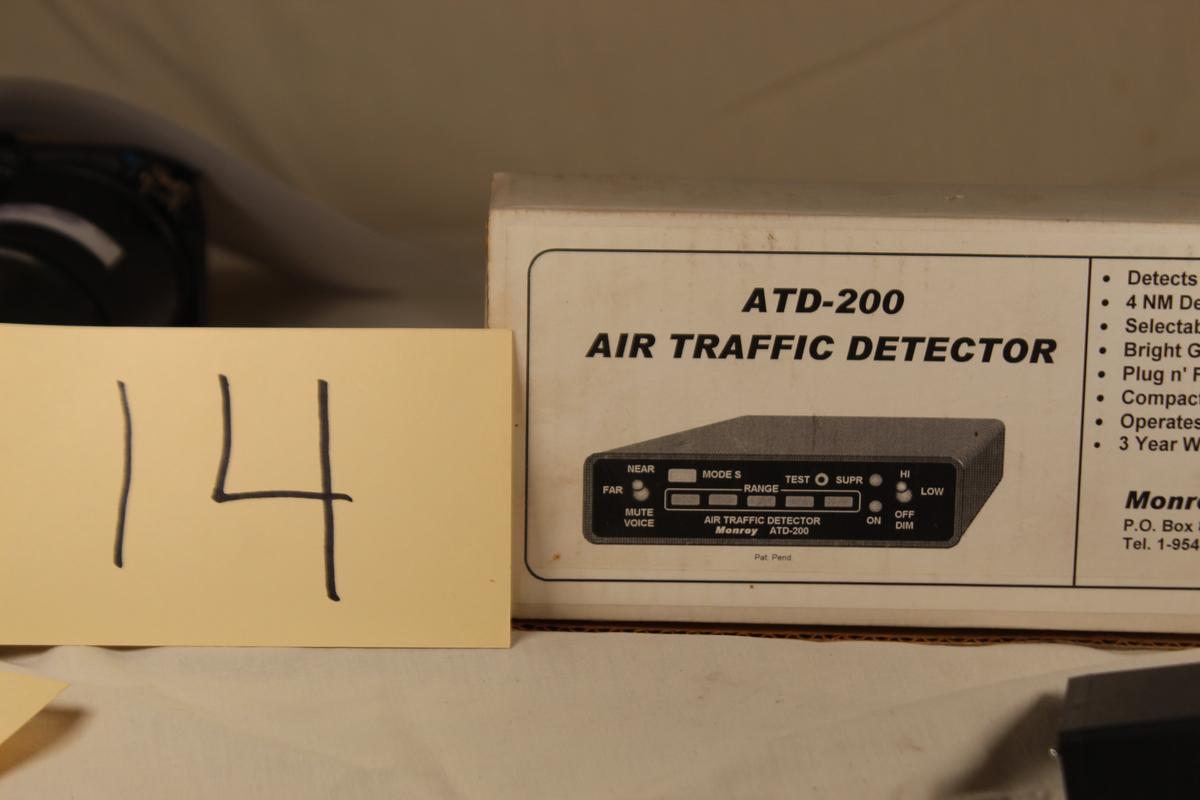 14
ATD-200
AIR TRAFFIC DETECTOR
NEAR
FAR
MUTE
VOICE
MODE S
RANGE
TEST
SUPR
HI
LOW
ON
OFF
DIM
AIR TRAFFIC DETECTOR
Monroy ATD-200
Pat. Pend.
• Detects
• 4 NM De
• Selectab
• Bright G
• Plug n'
• Compact
• Operates
• 3 Year W
Monro
P.O. Box
Tel. 1-954